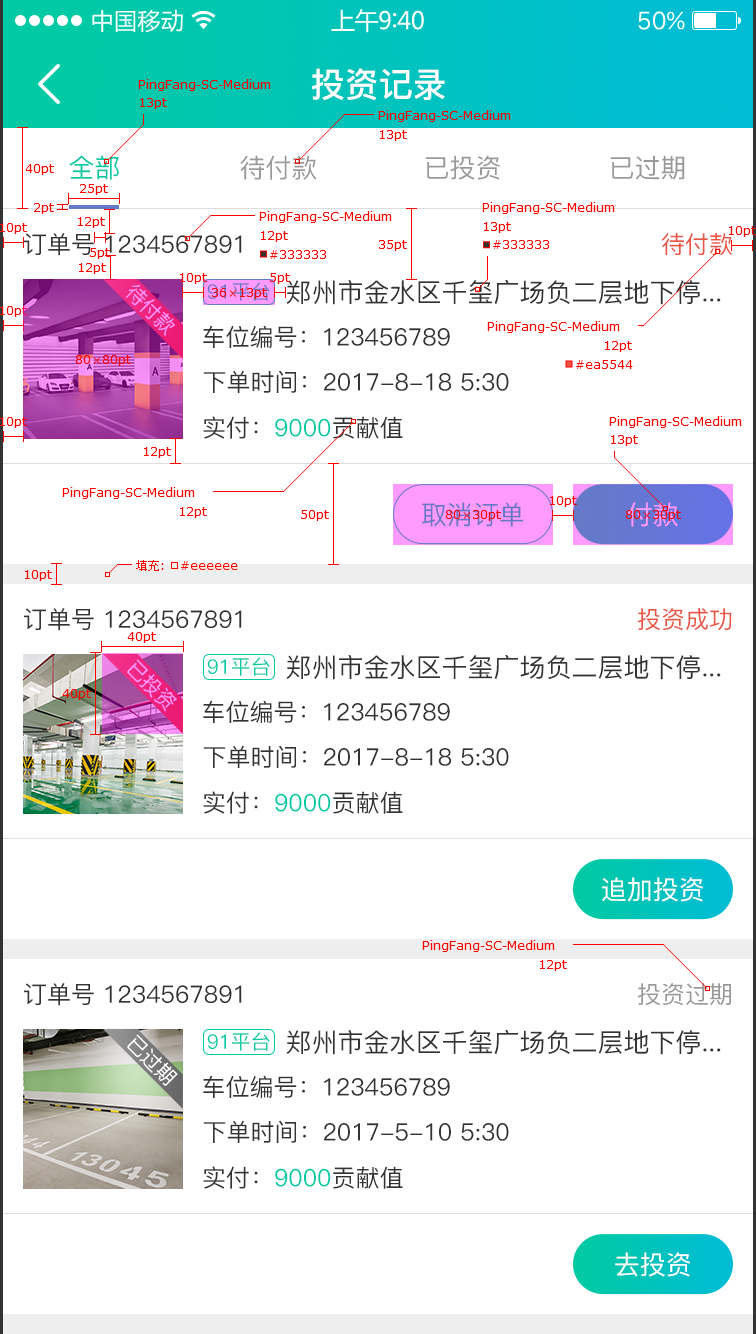 中国移动 上午9:40 50%
投资记录
PingFang-SC-Medium
13pt
PingFang-SC-Medium
13pt
全部 待付款 已投资 已过期
40pt
25pt
2pt
12pt
PingFang-SC-Medium
12pt
#333333
35pt
PingFang-SC-Medium
13pt
#333333
10pt
10pt
订单号 1234567891 待付款
5pt
12pt
10pt
5pt
91平台 郑州市金水区千玺广场负二层地下停...
36×13pt
待付款
10pt
PingFang-SC-Medium
12pt
#ea5544
车位编号：123456789
80×80pt
下单时间：2017-8-18 5:30
10pt
实付：9000贡献值
12pt
PingFang-SC-Medium
13pt
PingFang-SC-Medium
12pt
50pt
取消订单
80×30pt
10pt
付款
80×30pt
10pt
填充：#eeeeee
订单号 1234567891 投资成功
40pt
91平台 郑州市金水区千玺广场负二层地下停...
已投资
40pt
车位编号：123456789
下单时间：2017-8-18 5:30
实付：9000贡献值
追加投资
PingFang-SC-Medium
12pt
订单号 1234567891 投资过期
91平台 郑州市金水区千玺广场负二层地下停...
已过期
车位编号：123456789
下单时间：2017-5-10 5:30
13045
实付：9000贡献值
去投资